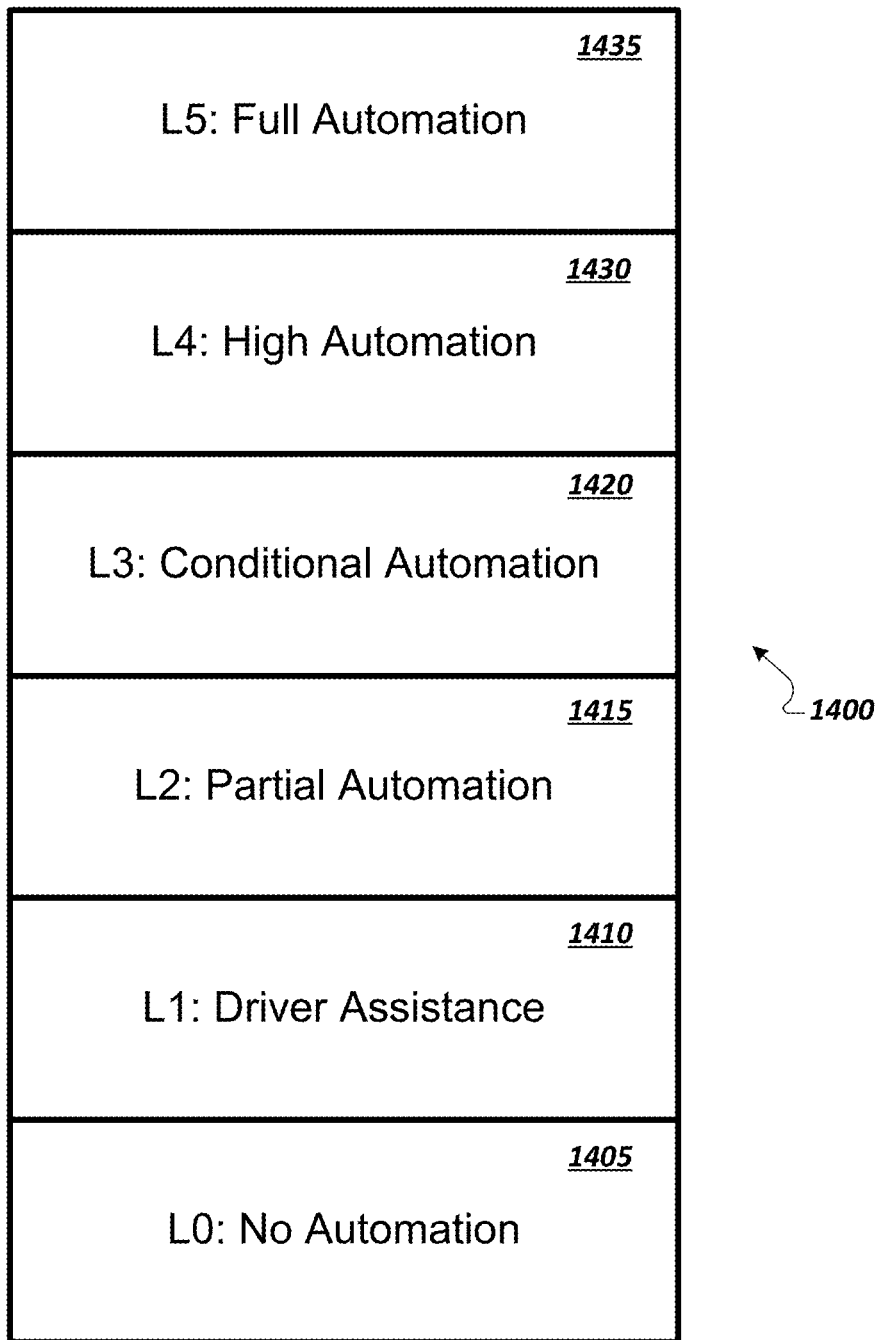 1435
L5: Full Automation
1430
L4: High Automation
1420
L3: Conditional Automation
1400
1415
L2: Partial Automation
1410
L1: Driver Assistance
1405
L0: No Automation